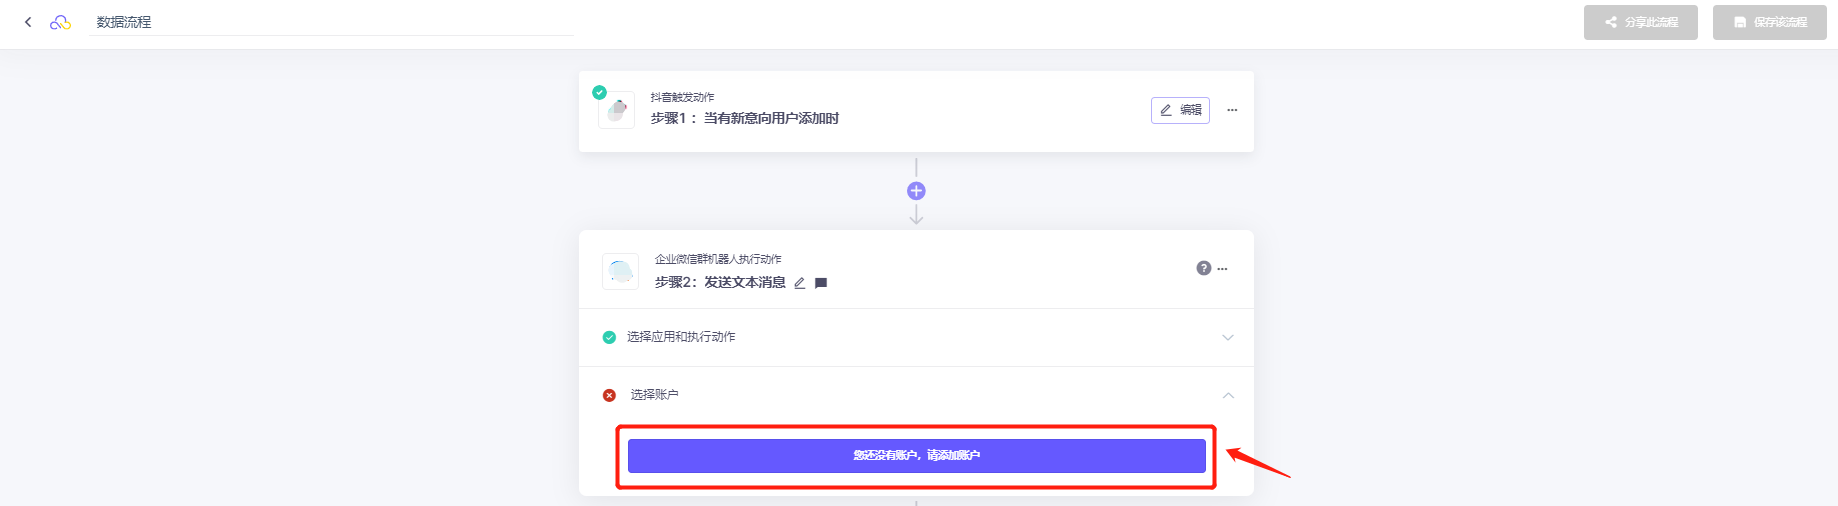 数据流程
分享此流程
保存该流程
抖音触发动作
步骤1： 当有新意向用户添加时
编辑
企业微信群机器人执行动作
步骤2：发送文本消息
选择应用和执行动作
选择账户
您还没有账户，请添加账户